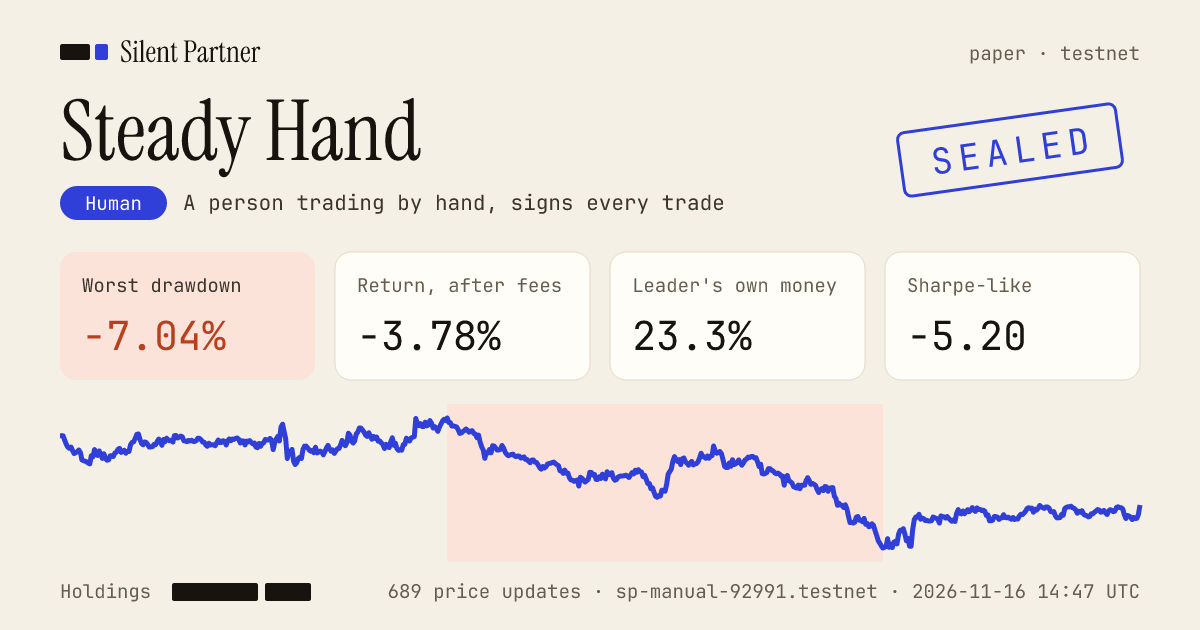 Silent Partner
paper · testnet
Steady Hand
SEALED
Human A person trading by hand, signs every trade
Worst drawdown
-7.04%
Return, after fees
-3.78%
Leader's own money
23.3%
Sharpe-like
-5.20
Holdings
689 price updates · sp-manual-92991.testnet · 2026-11-16 14:47 UTC